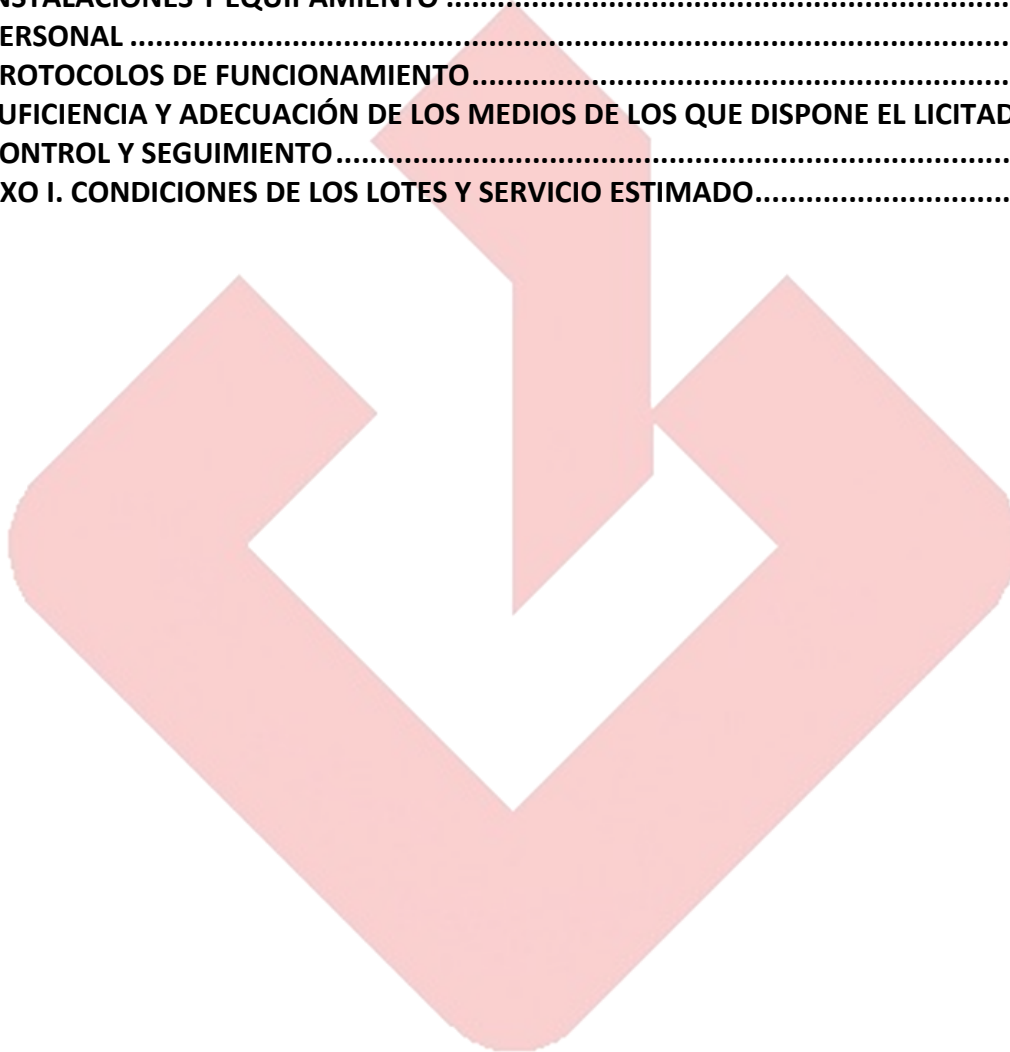 NSTALACIONES Y EQUIPAMIENTO ................................................................
ERSONAL ................................................................................................
ROTOCOLOS DE FUNCIONAMIENTO.........................................................
UFICIENCIA Y ADECUACIÓN DE LOS MEDIOS DE LOS QUE DISPONE EL LICITAD
ONTROL Y SEGUIMIENTO.........................................................................
XO I. CONDICIONES DE LOS LOTES Y SERVICIO ESTIMADO...........................